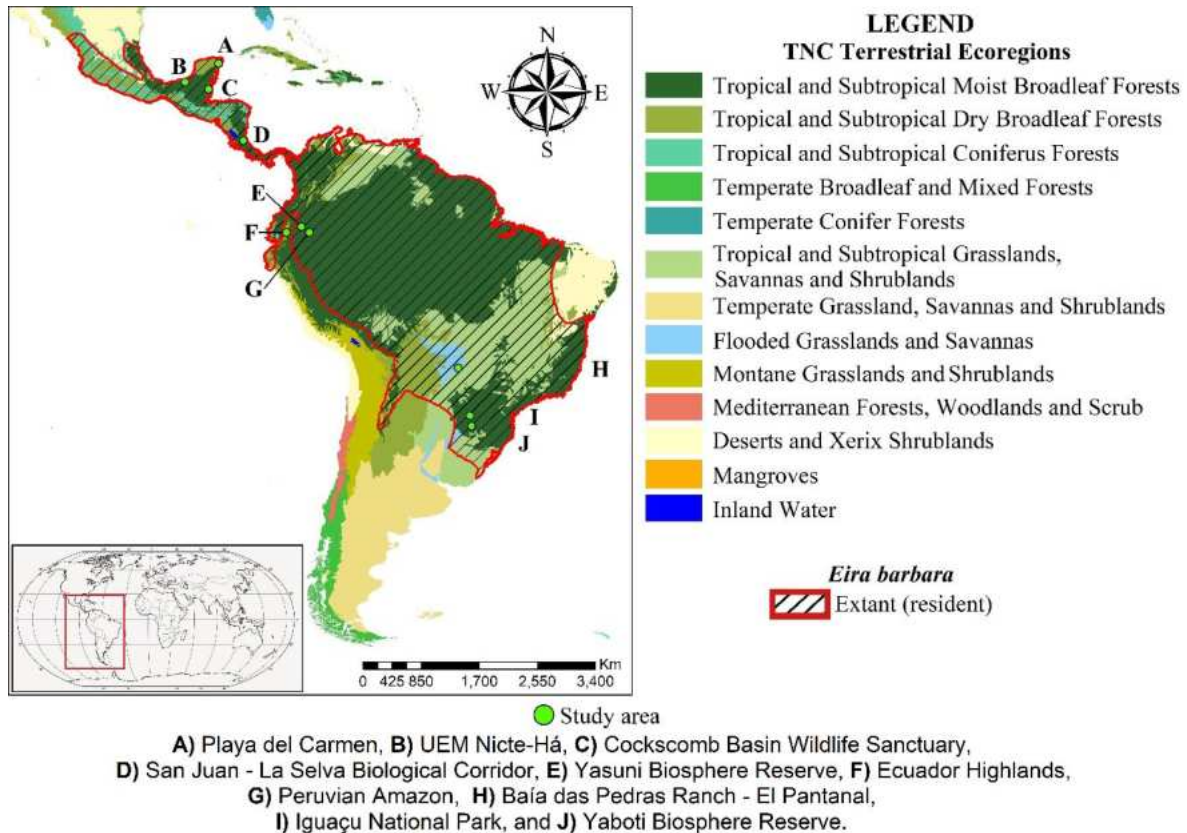 A
B
C
D
E
F
G
H
I
J
N
W
E
S
0 425 850 1,700 2,550 3,400
Km
LEGEND
TNC Terrestrial Ecoregions
Tropical and Subtropical Moist Broadleaf Forests
Tropical and Subtropical Dry Broadleaf Forests
Tropical and Subtropical Coniferus Forests
Temperate Broadleaf and Mixed Forests
Temperate Conifer Forests
Tropical and Subtropical Grasslands,
Savannas and Shrublands
Temperate Grassland, Savannas and Shrublands
Flooded Grasslands and Savannas
Montane Grasslands and Shrublands
Mediterranean Forests, Woodlands and Scrub
Deserts and Xerix Shrublands
Mangroves
Inland Water
Eira barbara
Extant (resident)
Study area
A) Playa del Carmen, B) UEM Nicte-Há, C) Cockscomb Basin Wildlife Sanctuary,
D) San Juan - La Selva Biological Corridor, E) Yasuni Biosphere Reserve, F) Ecuador Highlands,
G) Peruvian Amazon, H) Baía das Pedras Ranch - El Pantanal,
I) Iguaçu National Park, and J) Yaboti Biosphere Reserve.